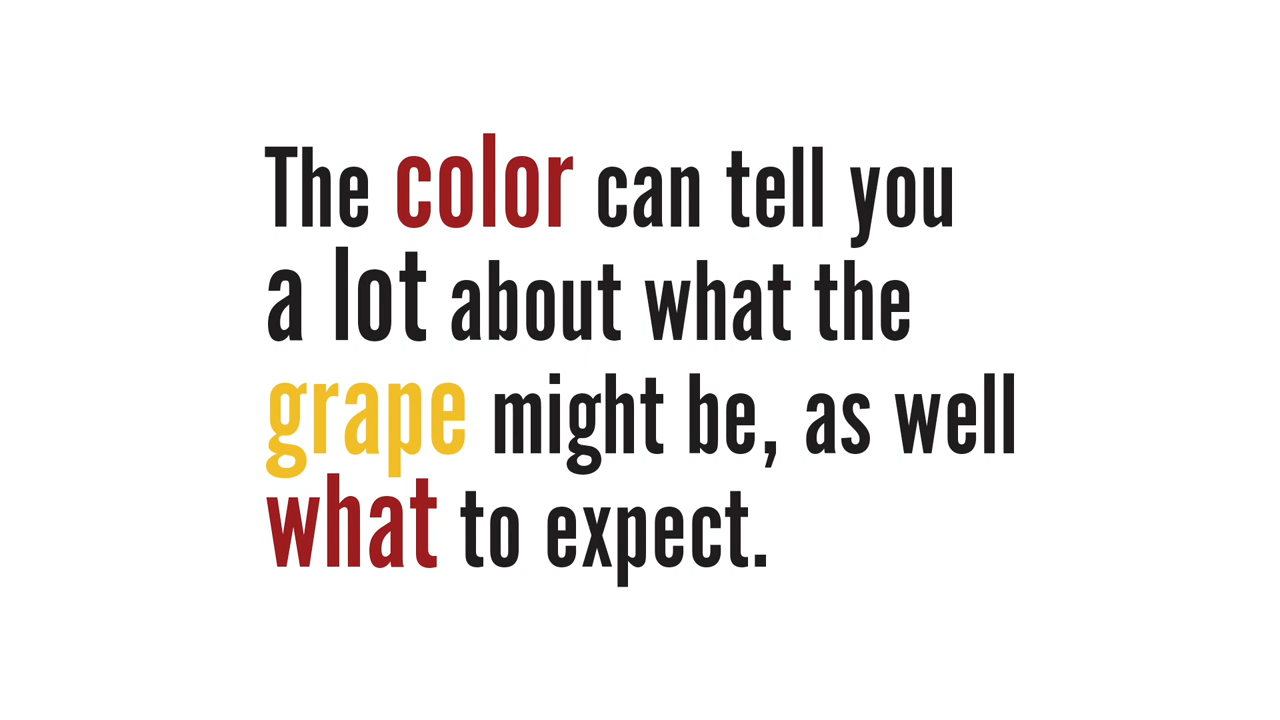 The color can tell you
a lot about what the
grape might be, as well
what to expect.